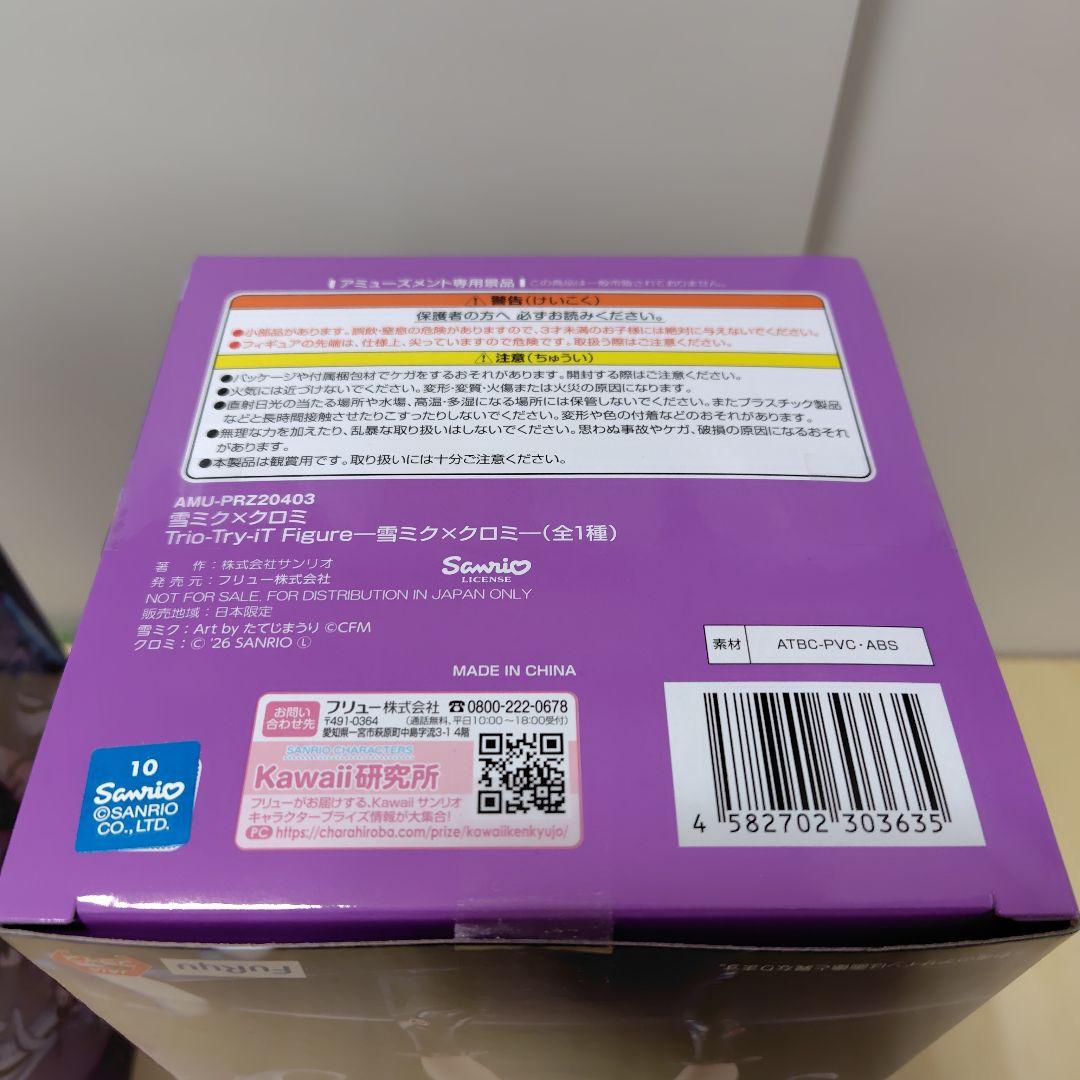 アミューズメント専用景品 この商品は一般市販されておりません。
⚠警告(けいこく)
保護者の方へ 必ずお読みください。
●小部品があります。誤飲・窒息の危険がありますので、3才未満のお子様には絶対に与えないでください。
●フィギュアの先端は、仕様上、尖っていますので危険です。取扱う際はご注意ください。
⚠注意(ちゅうい)
●パッケージや付属梱包材でケガをするおそれがあります。開封する際はご注意ください。
●火気には近づけないでください。変形・変質・火傷または火災の原因になります。
●直射日光の当たる場所や水場、高温・多湿になる場所には保管しないでください。またプラスチック製品
などと長時間接触させたりこすったりしないでください。変形や色の付着などのおそれがあります。
●無理な力を加えたり、乱暴な取り扱いはしないでください。思わぬ事故やケガ、破損の原因になるおそれ
があります。
●本製品は観賞用です。取り扱いには十分ご注意ください。
AMU-PRZ20403
雪ミク×クロミ
Trio-Try-iT Figure―雪ミク×クロミ―(全1種)
著 作:株式会社サンリオ
発売元:フリュー株式会社
Sanrio
LICENSE
NOT FOR SALE. FOR DISTRIBUTION IN JAPAN ONLY
販売地域:日本限定
雪ミク:Art by たてじまうり ©CFM
クロミ:© '26 SANRIO Ⓛ
素材 ATBC-PVC・ABS
MADE IN CHINA
お問い
合わせ先
フリュー株式会社 ☎0800-222-0678
〒491-0364 (通話無料、平日10:00〜18:00受付)
愛知県一宮市萩原町中島字流3-1 4階
SANRIO CHARACTERS
Kawaii研究所
フリューがお届けする、Kawaii サンリオ
キャラクタープライズ情報が大集合!
PC https://charahiroba.com/prize/kawaiikenkyujo/
10
Sanrio
©SANRIO
CO., LTD.
4 582702 303635
FuRyu